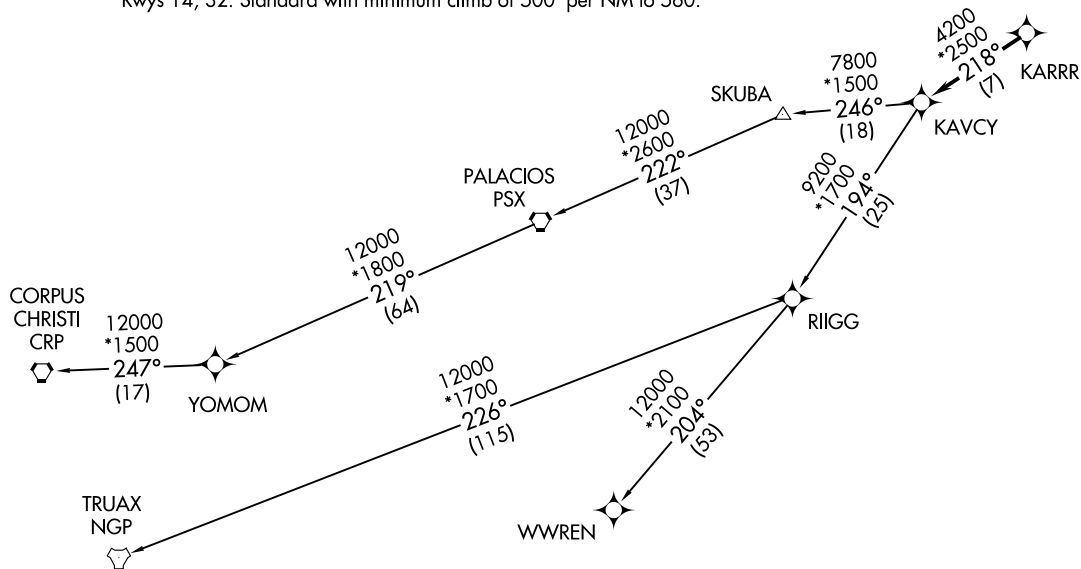 Rwys 14, 32: Standard with minimum climb of 500' per NM to 560.
4200
*2500
218°
(7)
KARRR
7800
*1500
246°
(18)
SKUBA
KAVCY
12000
*2600
222°
(37)
9200
*1700
194°
(25)
PALACIOS
PSX
12000
*1800
219°
(64)
CORPUS
CHRISTI
CRP
12000
*1500
247°
(17)
YOMOM
RIIGG
12000
*1700
226°
(115)
12000
*2100
204°
(53)
TRUAX
NGP
WWREN